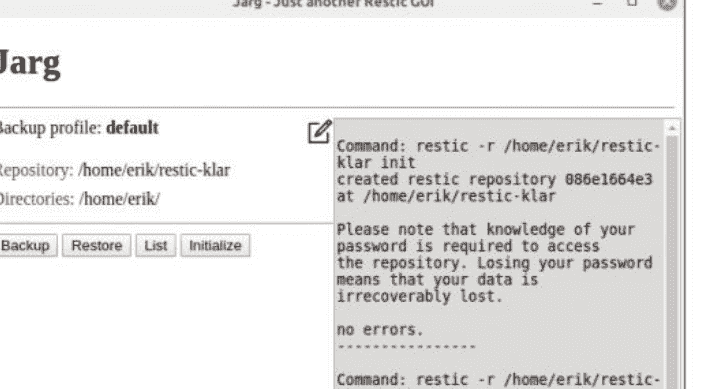 Jarg - Just another Restic GUI
Jarg
Backup profile: default
Repository: /home/erik/restic-klar
Directories: /home/erik/
Backup Restore List Initialize
Command: restic -r /home/erik/restic-
klar init
created restic repository 086e1664e3
at /home/erik/restic-klar
Please note that knowledge of your
password is required to access
the repository. Losing your password
means that your data is
irrecoverably lost.
no errors.
----------------
Command: restic -r /home/erik/restic-